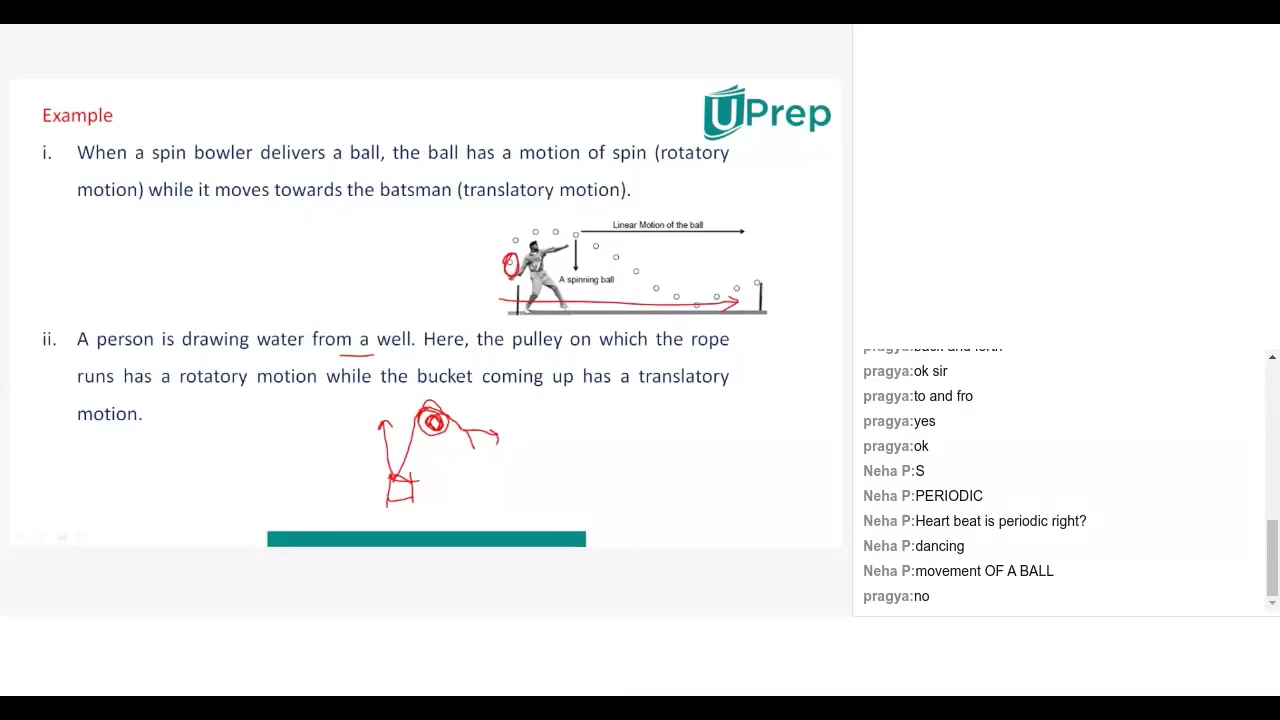 UPrep
Example
i. When a spin bowler delivers a ball, the ball has a motion of spin (rotatory
motion) while it moves towards the batsman (translatory motion).
Linear Motion of the ball
A spinning ball
ii. A person is drawing water from a well. Here, the pulley on which the rope
runs has a rotatory motion while the bucket coming up has a translatory
motion.
pragya:back and forth
pragya:ok sir
pragya:to and fro
pragya:yes
pragya:ok
Neha P:S
Neha P:PERIODIC
Neha P:Heart beat is periodic right?
Neha P:dancing
Neha P:movement OF A BALL
pragya:no